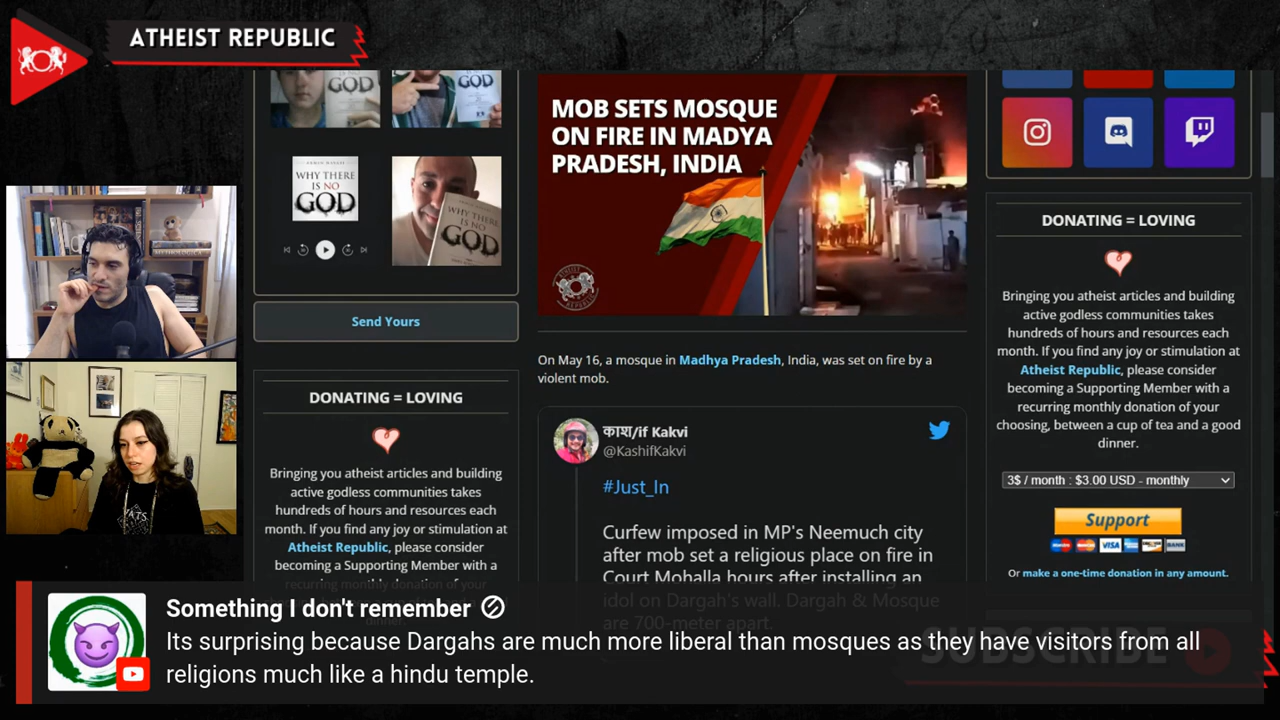 ATHEIST REPUBLIC
GOD
GOD
WHY THERE
IS NO
GOD
WHY THERE
IS NO
GOD
Send Yours
DONATING = LOVING
Bringing you atheist articles and building
active godless communities takes
hundreds of hours and resources each
month. If you find any joy or stimulation at
Atheist Republic, please consider
becoming a Supporting Member with a
recurring monthly donation of your
dinner.
MOB SETS MOSQUE
ON FIRE IN MADYA
PRADESH, INDIA
On May 16, a mosque in Madhya Pradesh, India, was set on fire by a
violent mob.
काश/if Kakvi
@KashifKakvi
#Just_In
Curfew imposed in MP's Neemuch city
after mob set a religious place on fire in
Court Mohalla hours after installing an
idol on Dargah's wall. Dargah & Mosque
are 700-meter apart.
DONATING = LOVING
Bringing you atheist articles and building
active godless communities takes
hundreds of hours and resources each
month. If you find any joy or stimulation at
Atheist Republic, please consider
becoming a Supporting Member with a
recurring monthly donation of your
choosing, between a cup of tea and a good
dinner.
3$ / month : $3.00 USD - monthly
Support
VISA
BANK
Or make a one-time donation in any amount.
SUBSCRIBE
Something I don't remember
Its surprising because Dargahs are much more liberal than mosques as they have visitors from all
religions much like a hindu temple.